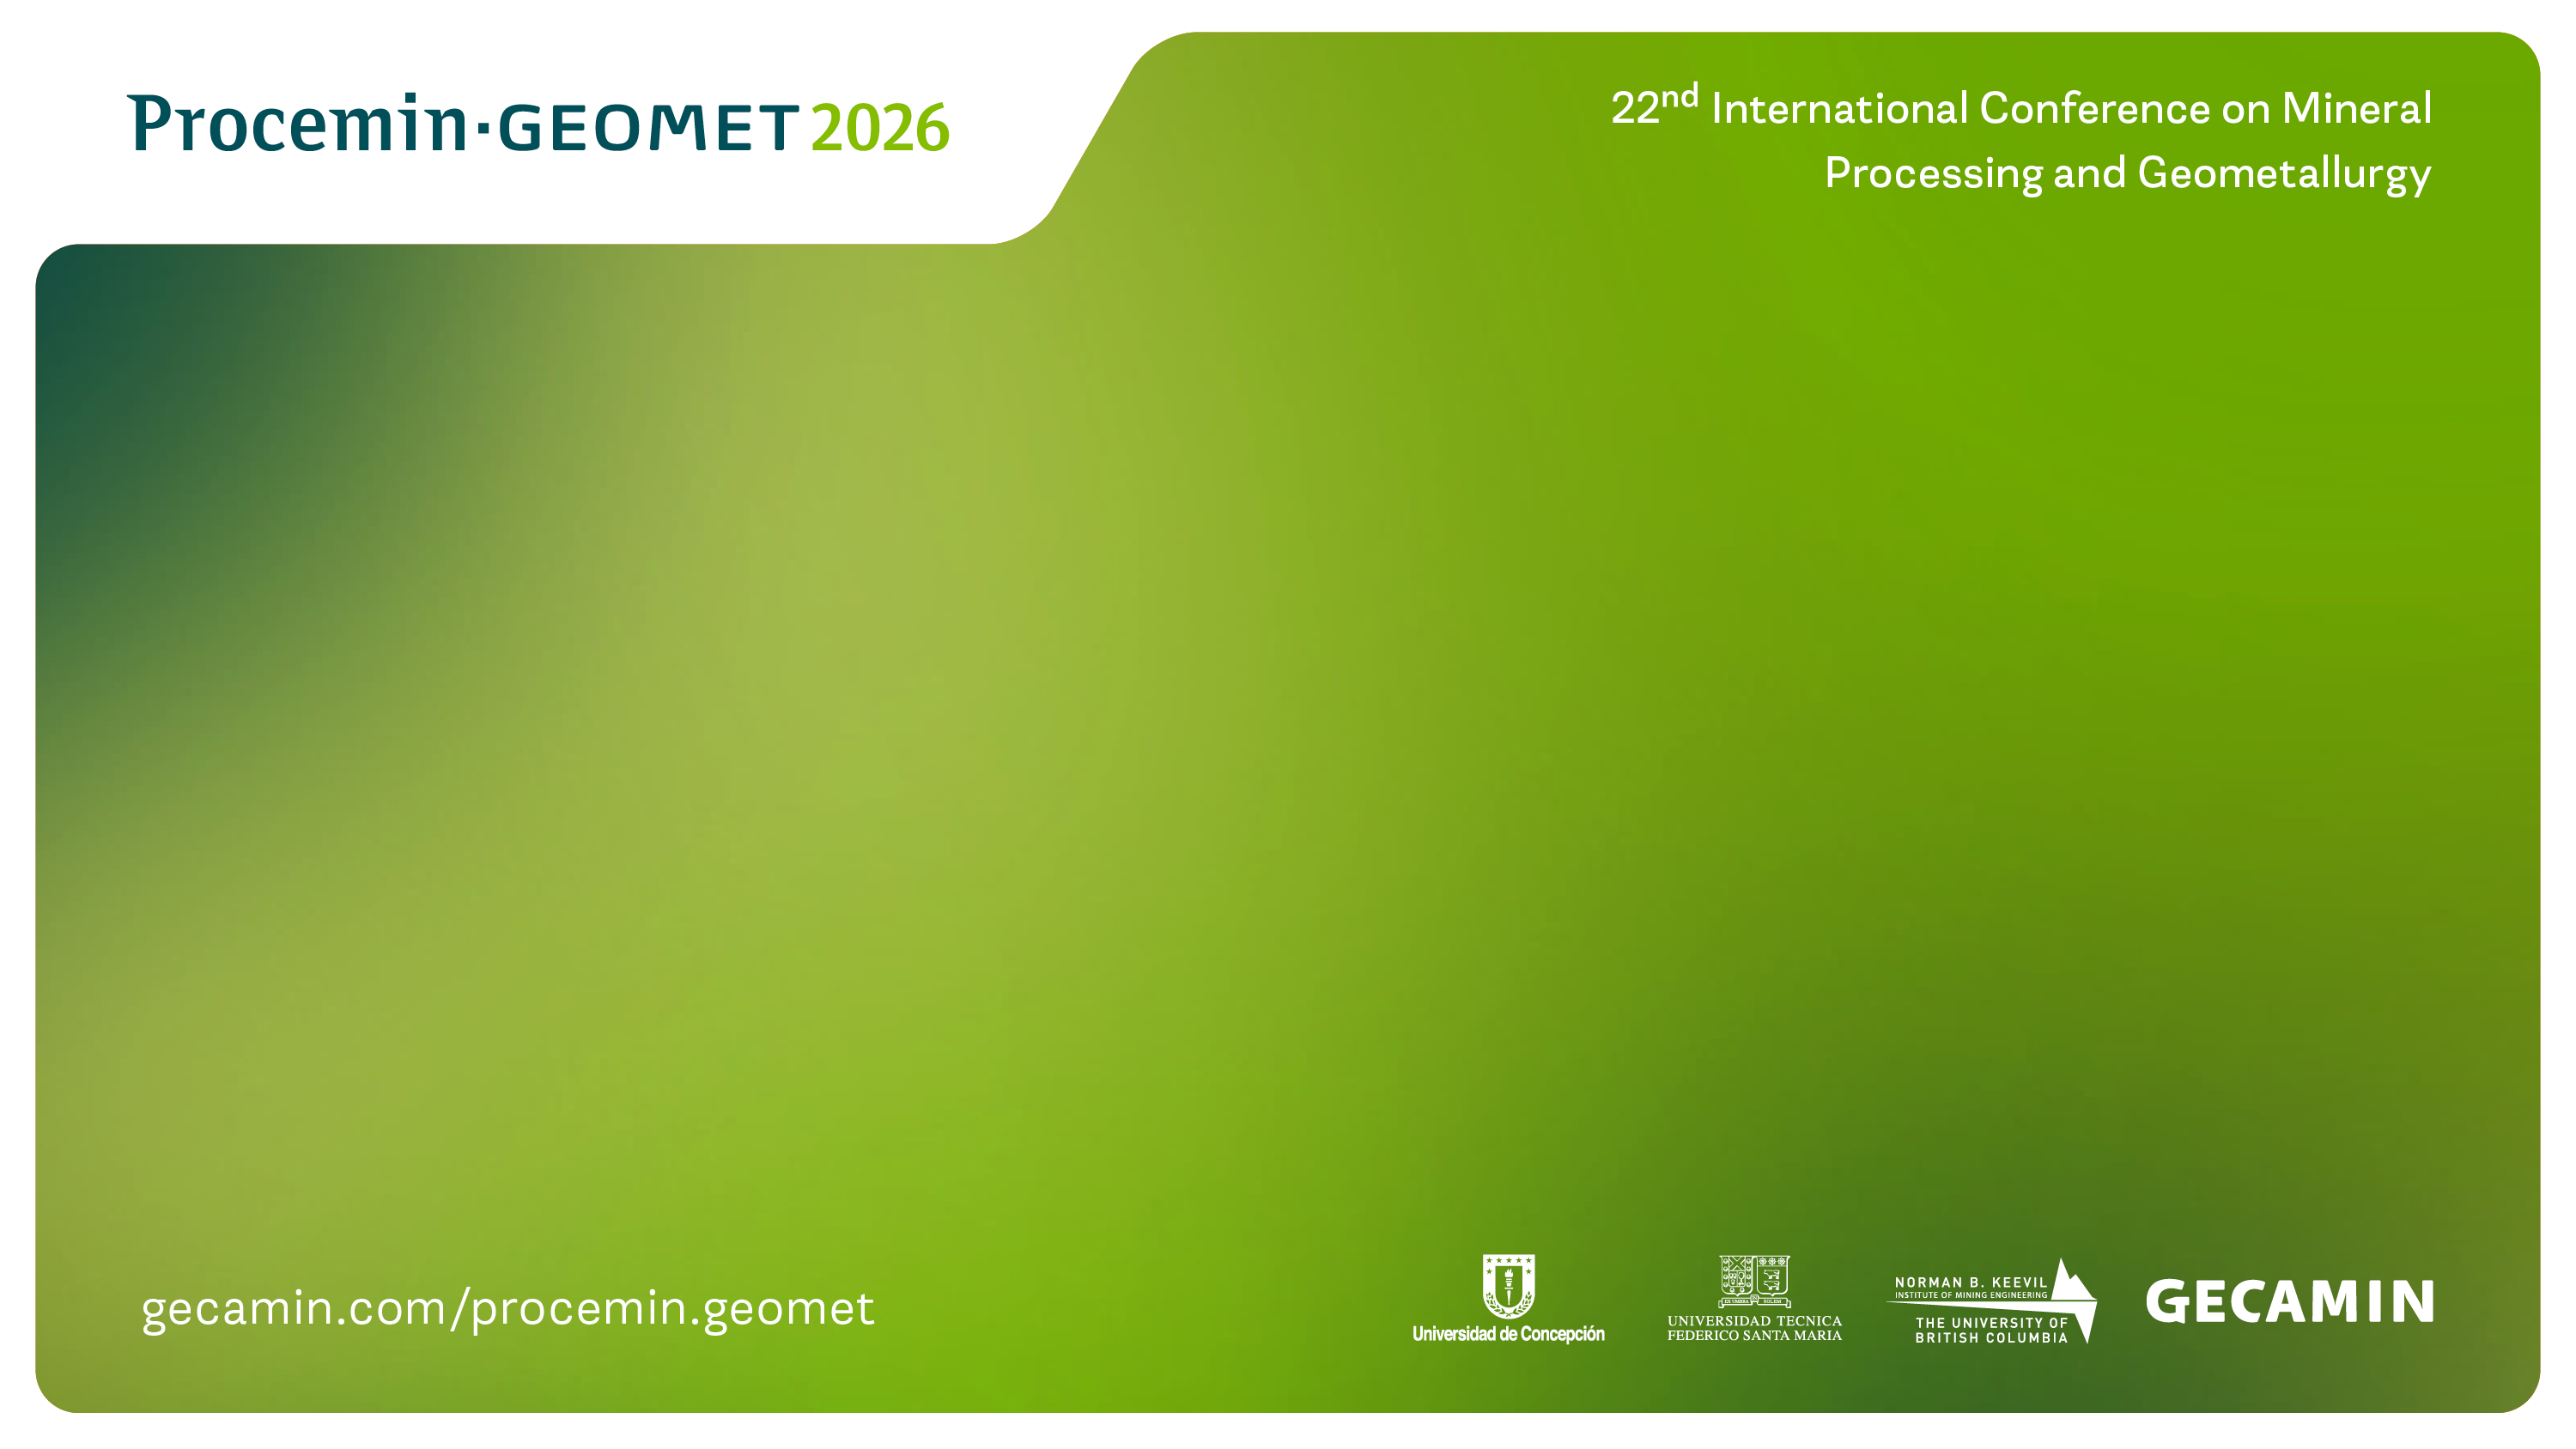 Procemin·GEOMET 2026
22nd International Conference on Mineral
Processing and Geometallurgy
gecamin.com/procemin.geomet
Universidad de Concepción
UNIVERSIDAD TECNICA
FEDERICO SANTA MARIA
NORMAN B. KEEVIL
INSTITUTE OF MINING ENGINEERING
THE UNIVERSITY OF
BRITISH COLUMBIA
GECAMIN